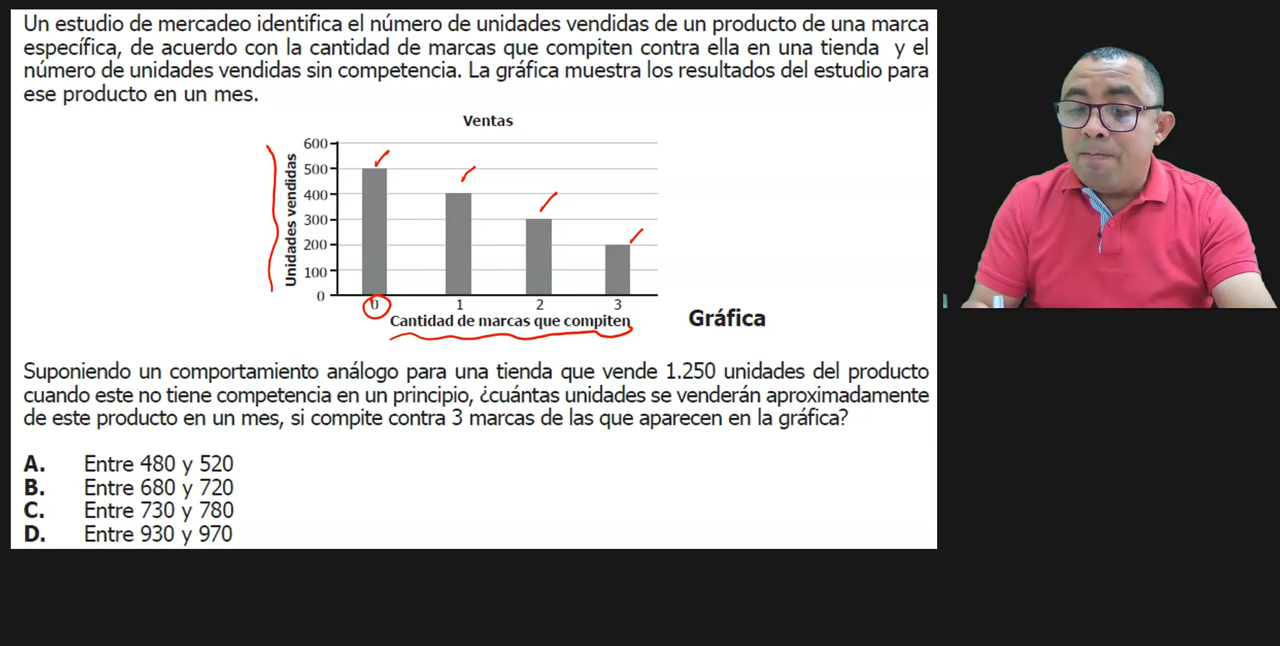 Un estudio de mercadeo identifica el número de unidades vendidas de un producto de una marca
específica, de acuerdo con la cantidad de marcas que compiten contra ella en una tienda y el
número de unidades vendidas sin competencia. La gráfica muestra los resultados del estudio para
ese producto en un mes.
Ventas
Unidades vendidas
600
500
400
300
200
100
0
0 1 2 3
Cantidad de marcas que compiten
Gráfica
Suponiendo un comportamiento análogo para una tienda que vende 1.250 unidades del producto
cuando este no tiene competencia en un principio, ¿cuántas unidades se venderán aproximadamente
de este producto en un mes, si compite contra 3 marcas de las que aparecen en la gráfica?
A. Entre 480 y 520
B. Entre 680 y 720
C. Entre 730 y 780
D. Entre 930 y 970